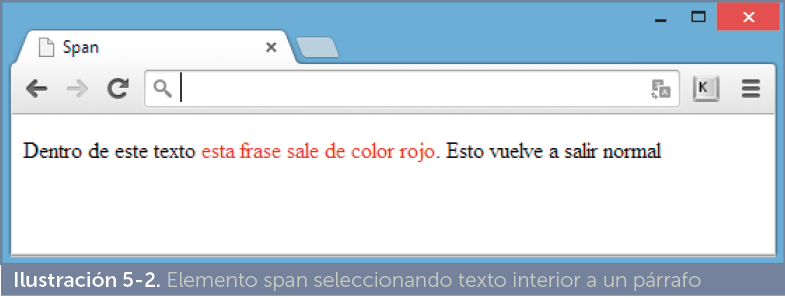 Span
K
Dentro de este texto esta frase sale de color rojo. Esto vuelve a salir normal
Ilustración 5-2. Elemento span seleccionando texto interior a un párrafo